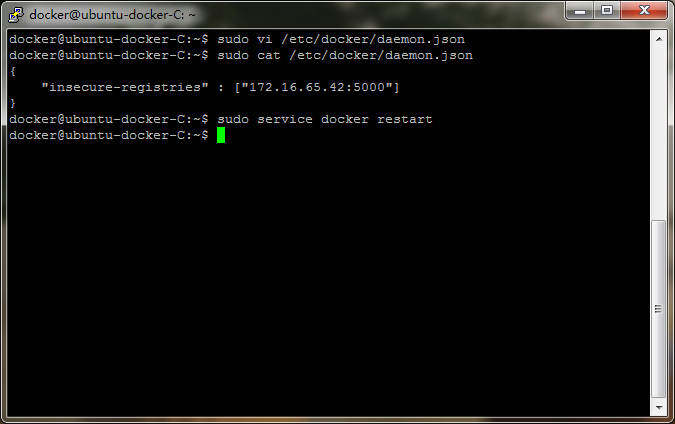 docker@ubuntu-docker-C: ~
docker@ubuntu-docker-C:~$ sudo vi /etc/docker/daemon.json
docker@ubuntu-docker-C:~$ sudo cat /etc/docker/daemon.json
{
    "insecure-registries" : ["172.16.65.42:5000"]
}
docker@ubuntu-docker-C:~$ sudo service docker restart
docker@ubuntu-docker-C:~$